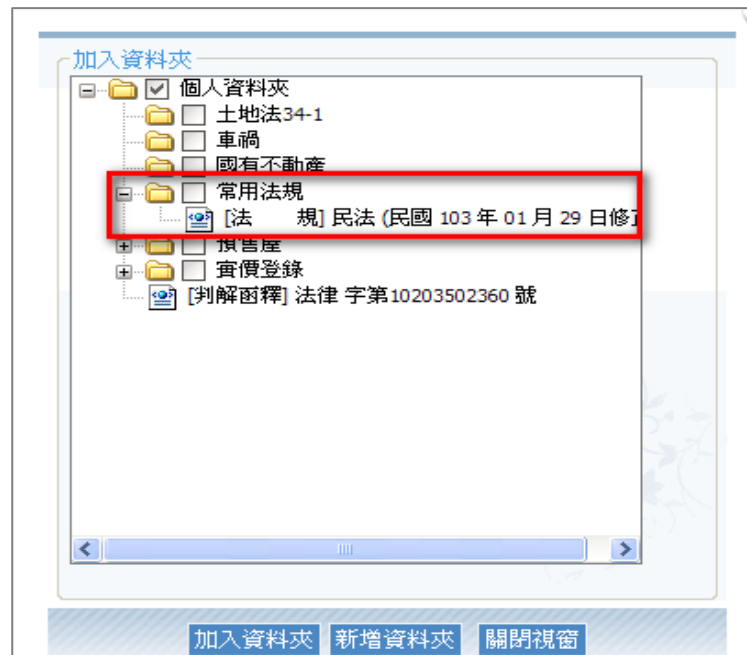 加入資料夾
個人資料夾
土地法34-1
車禍
國有不動產
常用法規
[法 規] 民法 (民國 103 年 01 月 29 日修
預售屋
實價登錄
[判解函釋] 法律 字第10203502360 號
加入資料夾 新增資料夾 關閉視窗